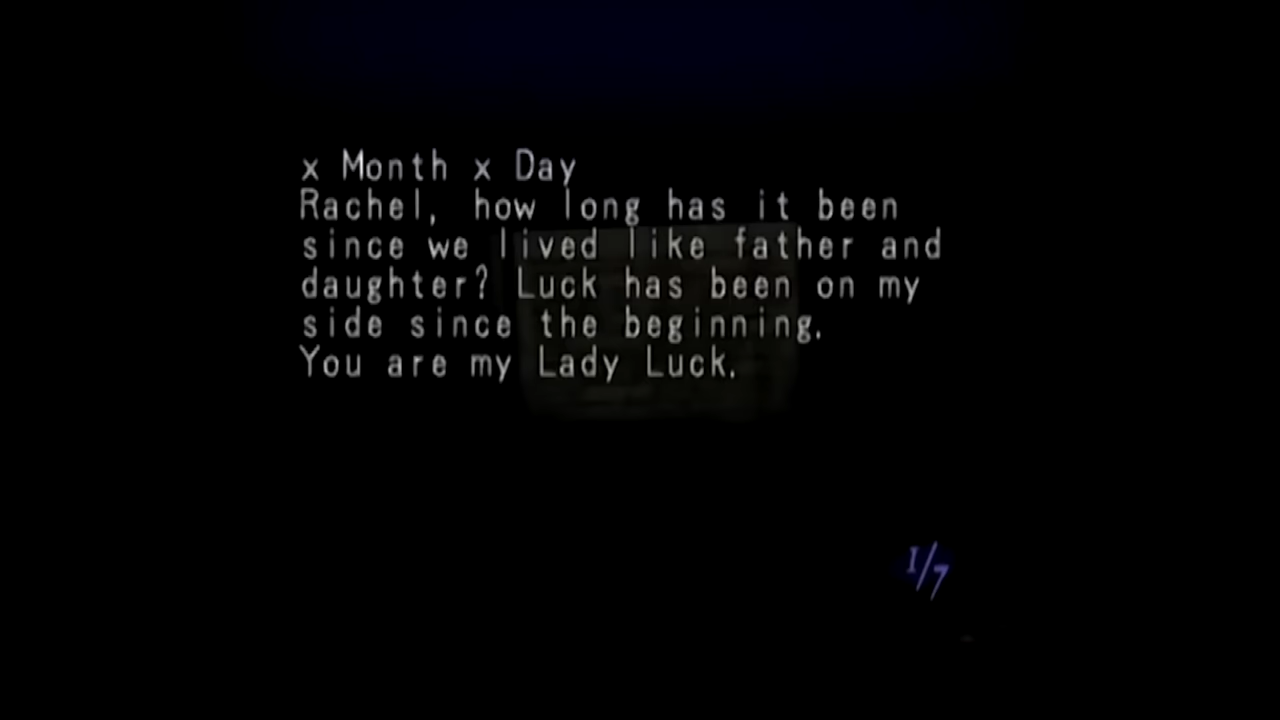 x Month x Day
Rachel, how long has it been
since we lived like father and
daughter? Luck has been on my
side since the beginning.
You are my Lady Luck.
1/7